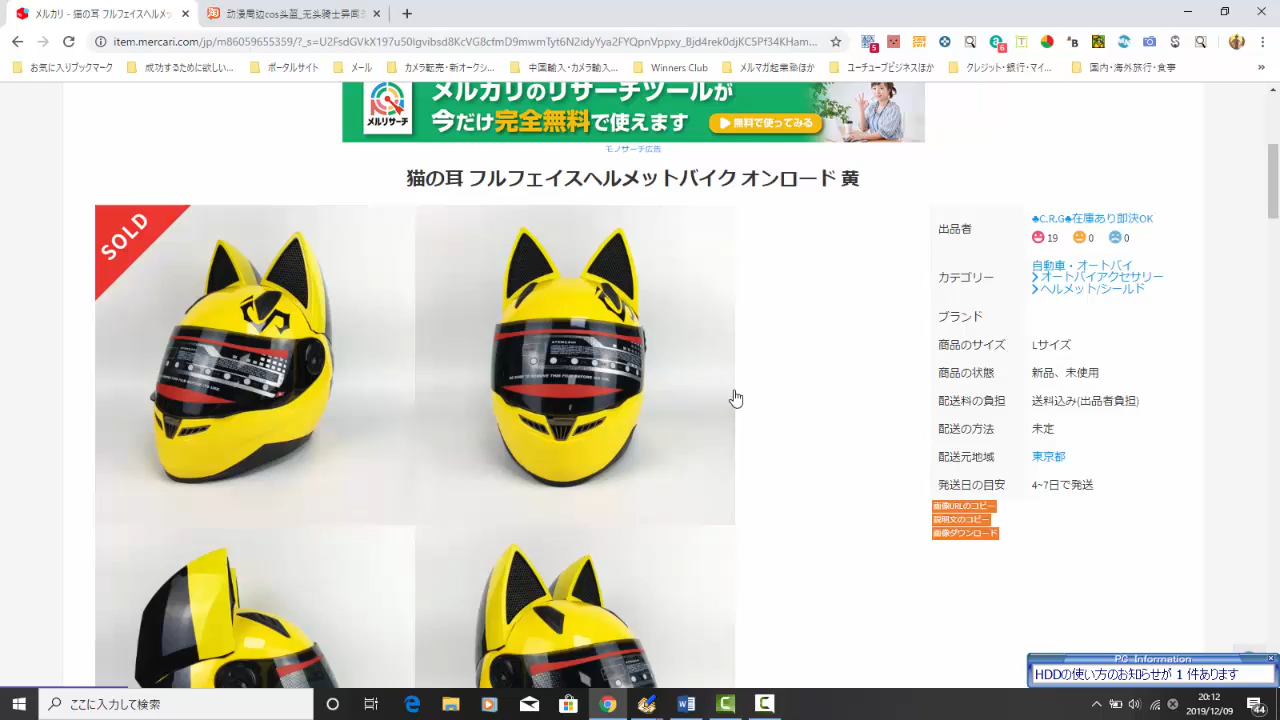 メルカリ - 猫の耳 フルフェイスヘルメッ
动漫周边cos头盔_无头骑士异闻
item.mercari.com/jp/m86059655359/?_s=U2FsdGVkX197uS0Igvibsd8KcVG8cfmD9mwmTyt6N2idyYya2FYQpnVppxy_Bjd4rek0djKC5Pf34KHam...
お気に入りブックマーク
成功するために欲しい...
ポータルサイト
メール
カメラ転売・新オークシ...
中国輸入・カメラ輸入...
Winners Club
メルマガ起業塾ほか
ユーチューブビジネスほか
クレジット・銀行・マイ...
国内・海外旅行・食事
メルリサーチ
メルカリのリサーチツールが
今だけ完全無料で使えます
無料で使ってみる
モノサーチ広告
猫の耳 フルフェイスヘルメットバイク オンロード 黄
SOLD
出品者
♣C.R.G♣在庫あり即決OK
19 0 0
カテゴリー
自動車・オートバイ
オートバイアクセサリー
ヘルメット/シールド
ブランド
商品のサイズ
Lサイズ
商品の状態
新品、未使用
配送料の負担
送料込み(出品者負担)
配送の方法
未定
配送元地域
東京都
発送日の目安
4~7日で発送
画像URLのコピー
説明文のコピー
画像ダウンロード
PC Information
HDDの使い方のお知らせが 1 件あります
ここに入力して検索
20:12
2019/12/09
44